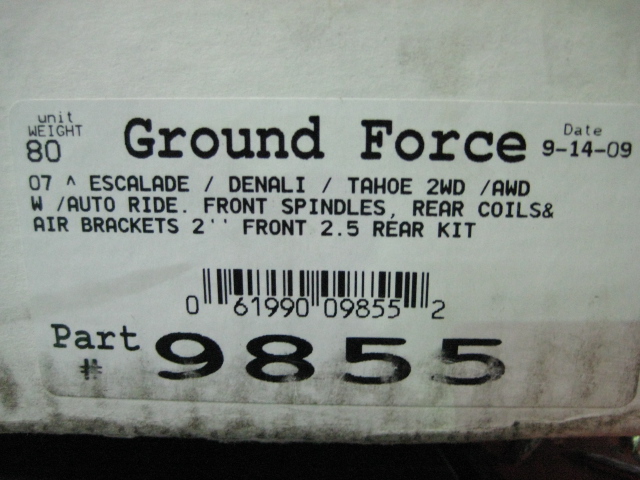 unit
WEIGHT
80
Ground Force
Date
9-14-09
07 ^ ESCALADE / DENALI / TAHOE 2WD /AWD
W /AUTO RIDE. FRONT SPINDLES, REAR COILS&
AIR BRACKETS 2'' FRONT 2.5 REAR KIT
0 61990 09855 2
Part
# 9855